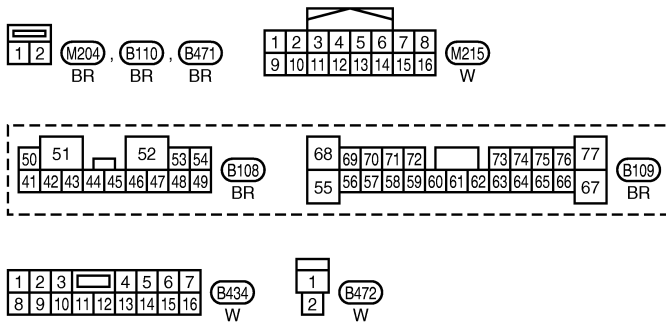 1 2 M204 , B110 , B471
BR BR BR
1 2 3 4 5 6 7 8
9 10 11 12 13 14 15 16
M215
W
50 51 52 53 54
41 42 43 44 45 46 47 48 49
B108
BR
68 69 70 71 72 73 74 75 76 77
55 56 57 58 59 60 61 62 63 64 65 66 67
B109
BR
1 2 3 4 5 6 7
8 9 10 11 12 13 14 15 16
B434
W
1
2
B472
W